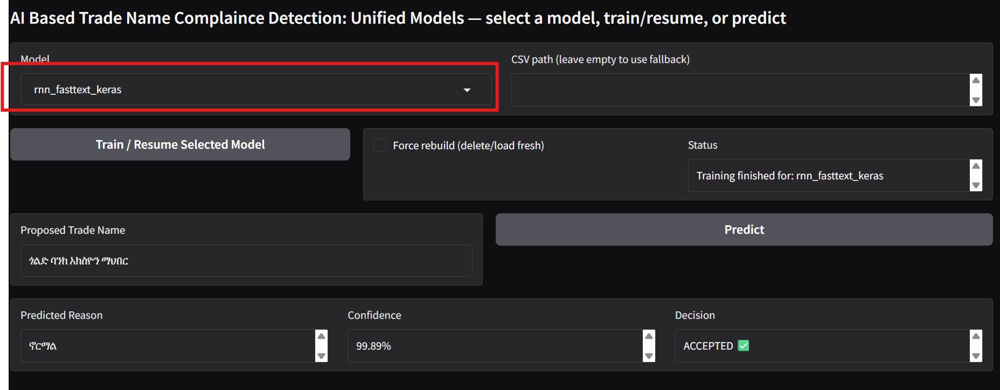 AI Based Trade Name Complaince Detection: Unified Models — select a model, train/resume, or predict
Model
rnn_fasttext_keras
CSV path (leave empty to use fallback)
Train / Resume Selected Model
Force rebuild (delete/load fresh)
Status
Training finished for: rnn_fasttext_keras
Proposed Trade Name
ጎልድ ባንክ አክስዮን ማህበር
Predict
Predicted Reason
ኖርማል
Confidence
99.89%
Decision
ACCEPTED ✅